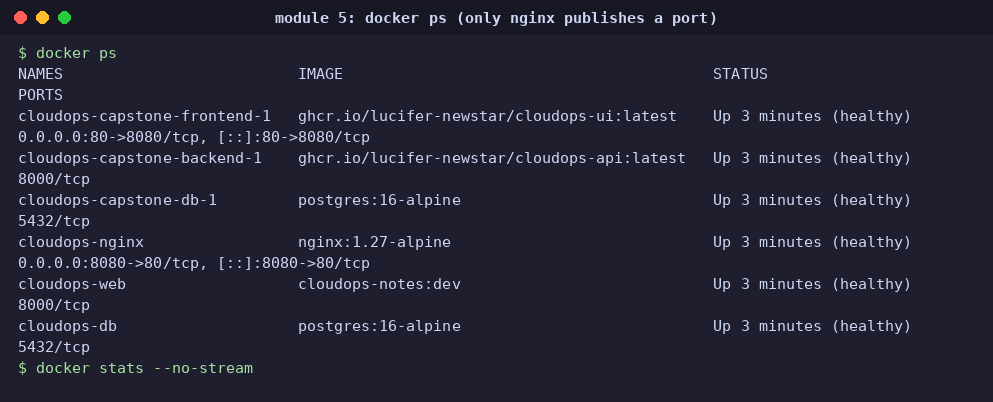 module 5: docker ps (only nginx publishes a port)
$ docker ps
NAMES                          IMAGE                                         STATUS
PORTS
cloudops-capstone-frontend-1   ghcr.io/lucifer-newstar/cloudops-ui:latest    Up 3 minutes (healthy)
0.0.0.0:80->8080/tcp, [::]:80->8080/tcp
cloudops-capstone-backend-1    ghcr.io/lucifer-newstar/cloudops-api:latest   Up 3 minutes (healthy)
8000/tcp
cloudops-capstone-db-1         postgres:16-alpine                            Up 3 minutes (healthy)
5432/tcp
cloudops-nginx                 nginx:1.27-alpine                             Up 3 minutes (healthy)
0.0.0.0:8080->80/tcp, [::]:8080->80/tcp
cloudops-web                   cloudops-notes:dev                            Up 3 minutes (healthy)
8000/tcp
cloudops-db                    postgres:16-alpine                            Up 3 minutes (healthy)
5432/tcp
$ docker stats --no-stream